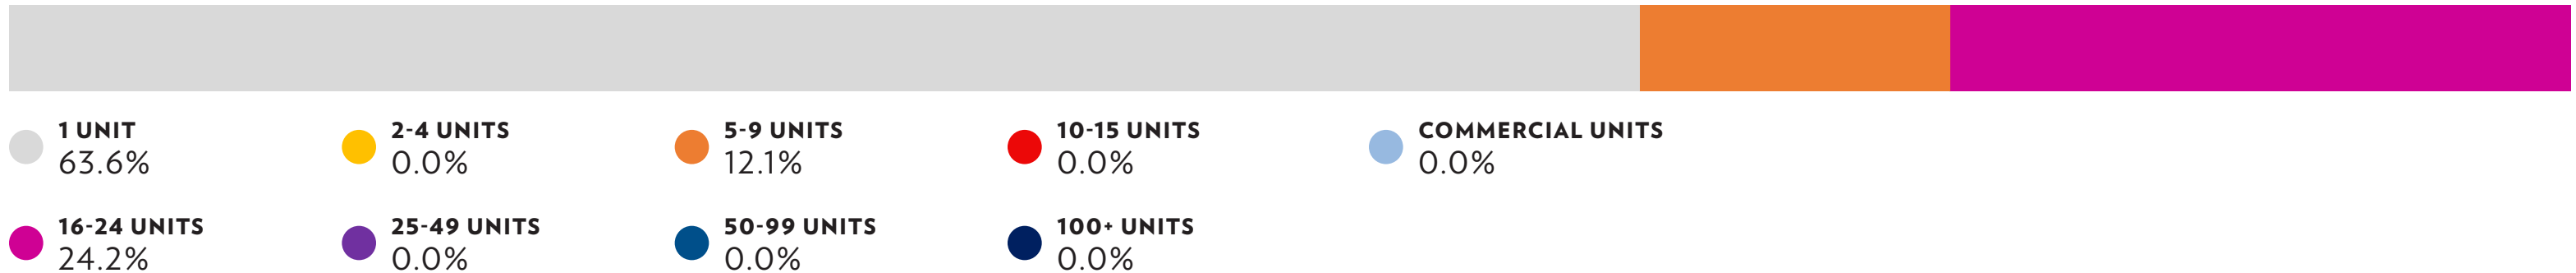 1 UNIT
63.6%
2-4 UNITS
0.0%
5-9 UNITS
12.1%
10-15 UNITS
0.0%
COMMERCIAL UNITS
0.0%
16-24 UNITS
24.2%
25-49 UNITS
0.0%
50-99 UNITS
0.0%
100+ UNITS
0.0%